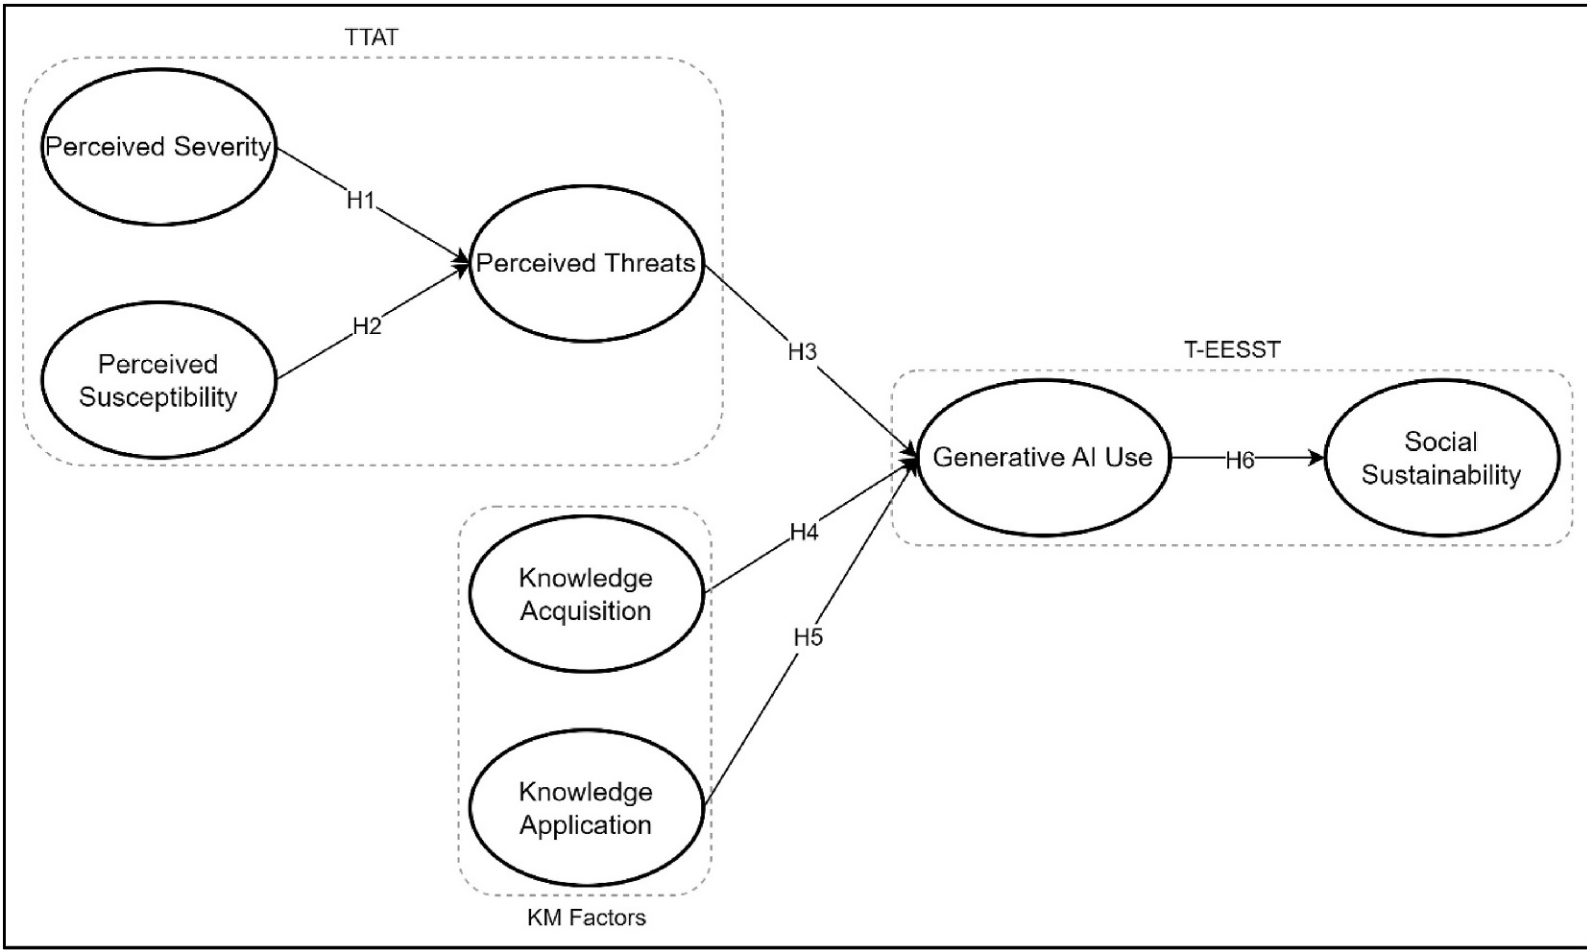 TTAT
Perceived Severity
H1
Perceived Threats
H2
Perceived
Susceptibility
H3
T-EESST
Generative AI Use
H6
Social
Sustainability
H4
Knowledge
Acquisition
H5
Knowledge
Application
KM Factors